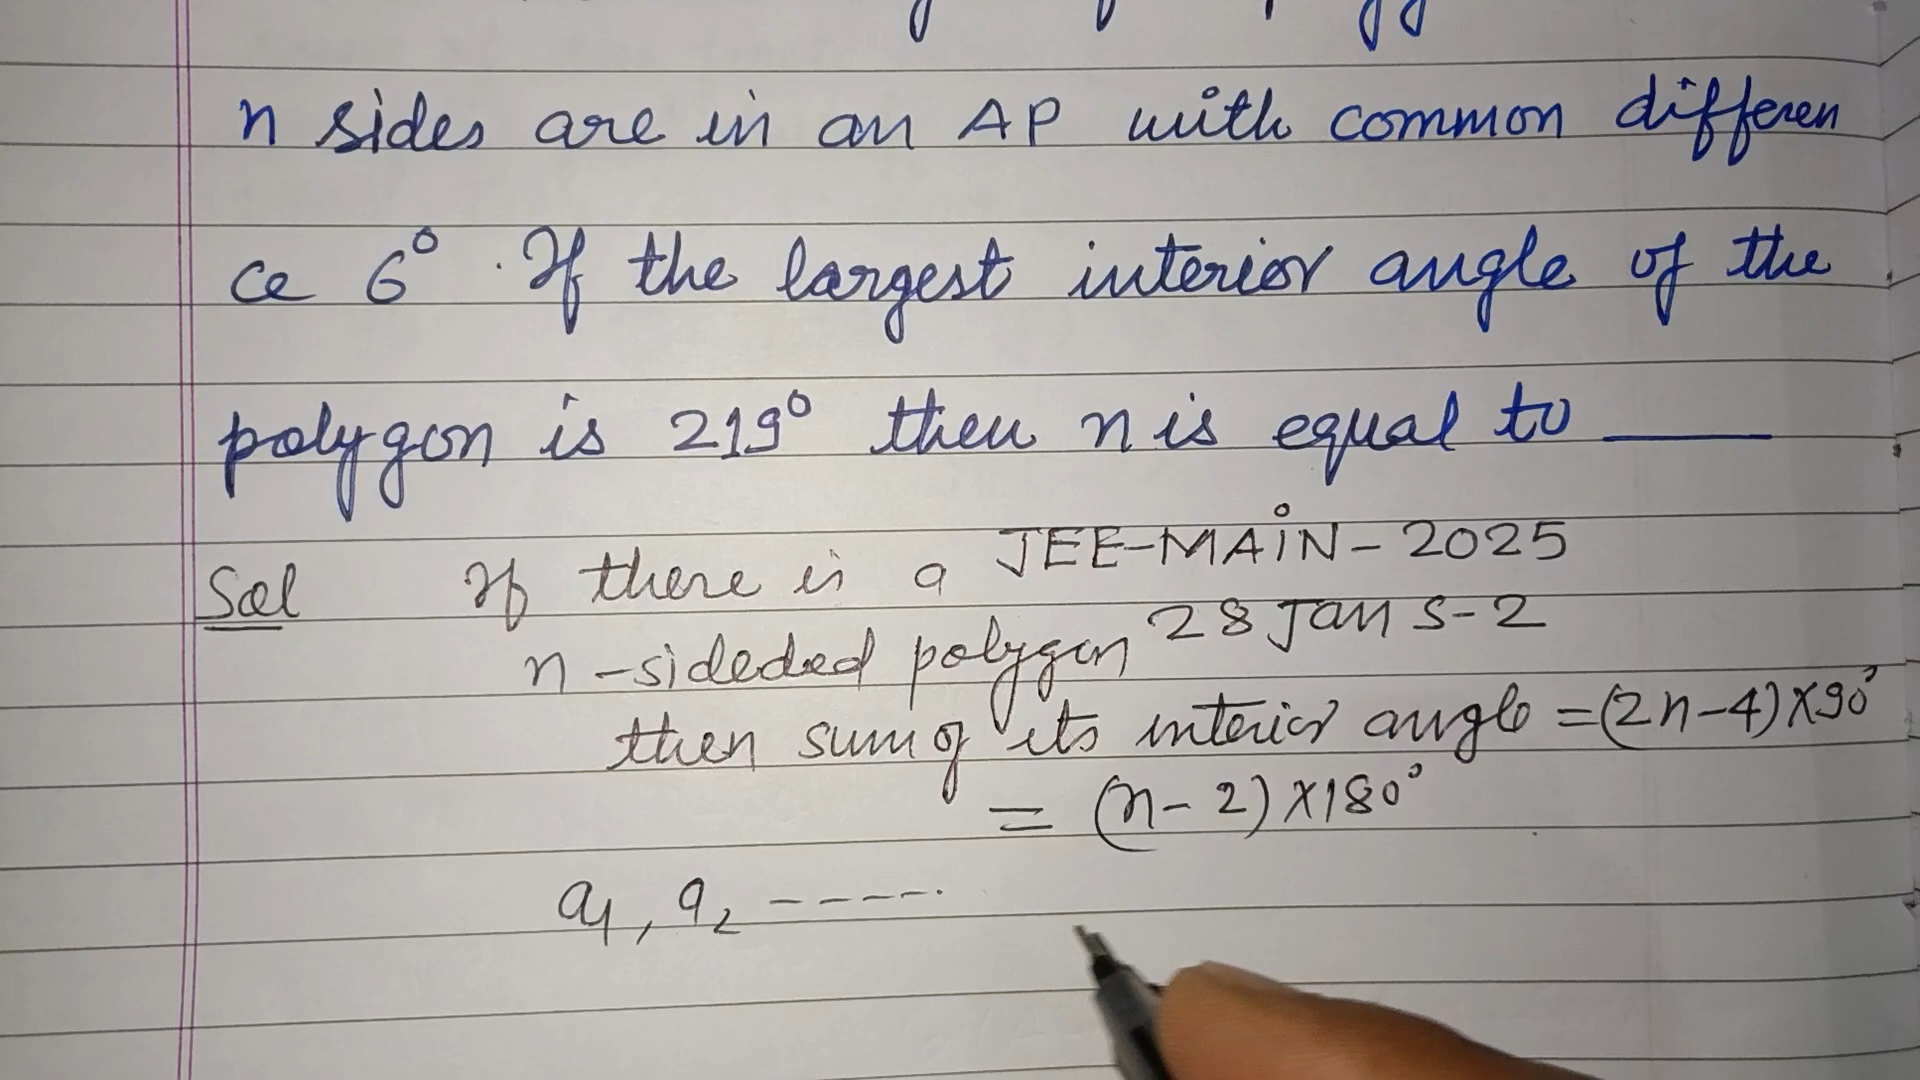 n sides are in an AP with common differen
ce 6° . If the largest interior angle of the
polygon is 219° then n is equal to ____
Sol If there is a JEE-MAIN-2025
n-sideded polygon 28 Jan S-2
then sum of its interior angle = (2n-4)×90°
= (n-2)×180°
a1, a2 -----.